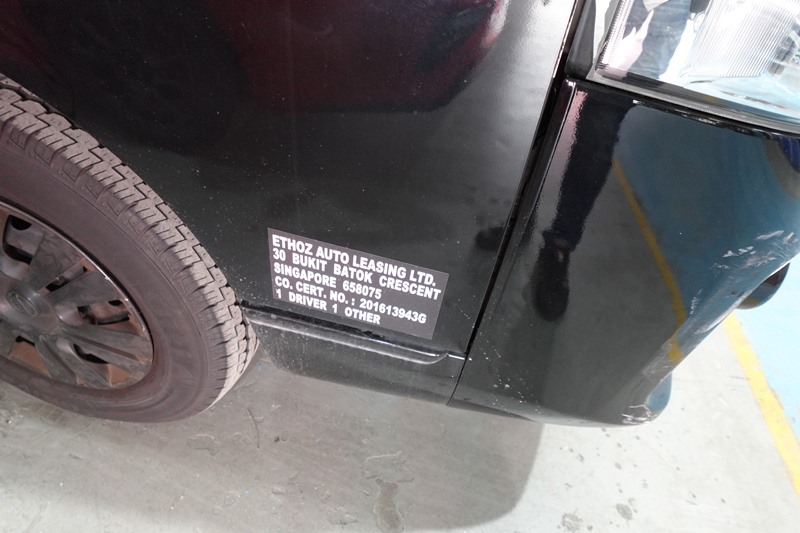 ETHOZ AUTO LEASING LTD.
30 BUKIT BATOK CRESCENT
SINGAPORE 658075
CO. CERT. NO. : 201613943G
1 DRIVER 1 OTHER